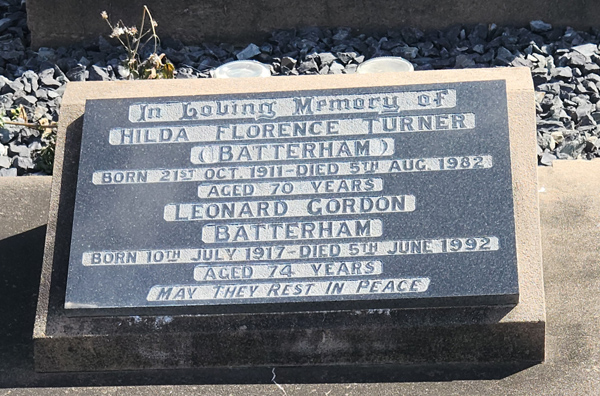 In Loving Memory of
HILDA FLORENCE TURNER
(BATTERHAM)
BORN 21ST OCT. 1911-DIED 5TH AUG. 1982
AGED 70 YEARS
LEONARD GORDON
BATTERHAM
BORN 10TH JULY 1917-DIED 5TH JUNE 1992
AGED 74 YEARS
MAY THEY REST IN PEACE